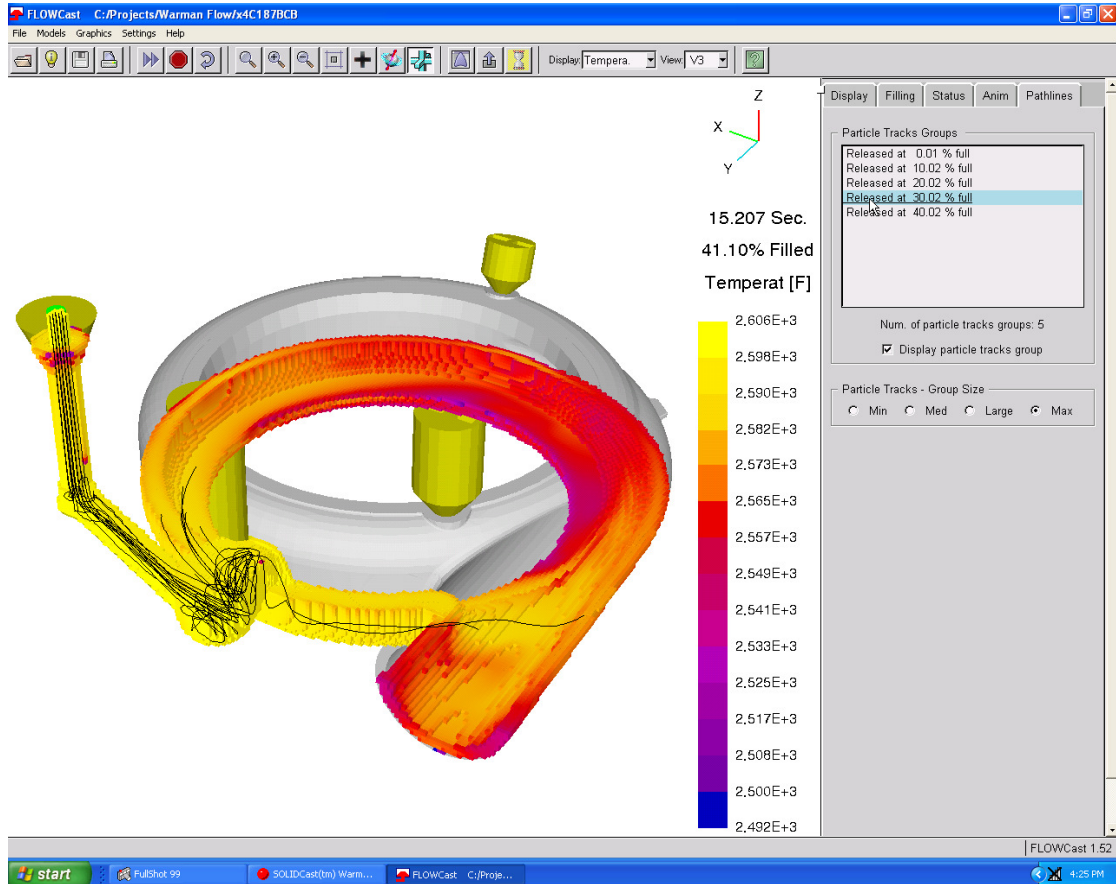 FLOWCast C:/Projects/Warman Flow/x4C187BCB
File Models Graphics Settings Help
Display: Tempera. View: V3
Display Filling Status Anim Pathlines
Particle Tracks Groups
Released at 0.01 % full
Released at 10.02 % full
Released at 20.02 % full
Released at 30.02 % full
Released at 40.02 % full
Num. of particle tracks groups: 5
Display particle tracks group
Particle Tracks - Group Size
Min Med Large Max
Z
X
Y
15.207 Sec.
41.10% Filled
Temperat [F]
2.606E+3
2.598E+3
2.590E+3
2.582E+3
2.573E+3
2.565E+3
2.557E+3
2.549E+3
2.541E+3
2.533E+3
2.525E+3
2.517E+3
2.508E+3
2.500E+3
2.492E+3
FLOWCast 1.52
start FullShot 99 SOLIDCast(tm) Warm... FLOWCast C:/Proje... 4:25 PM